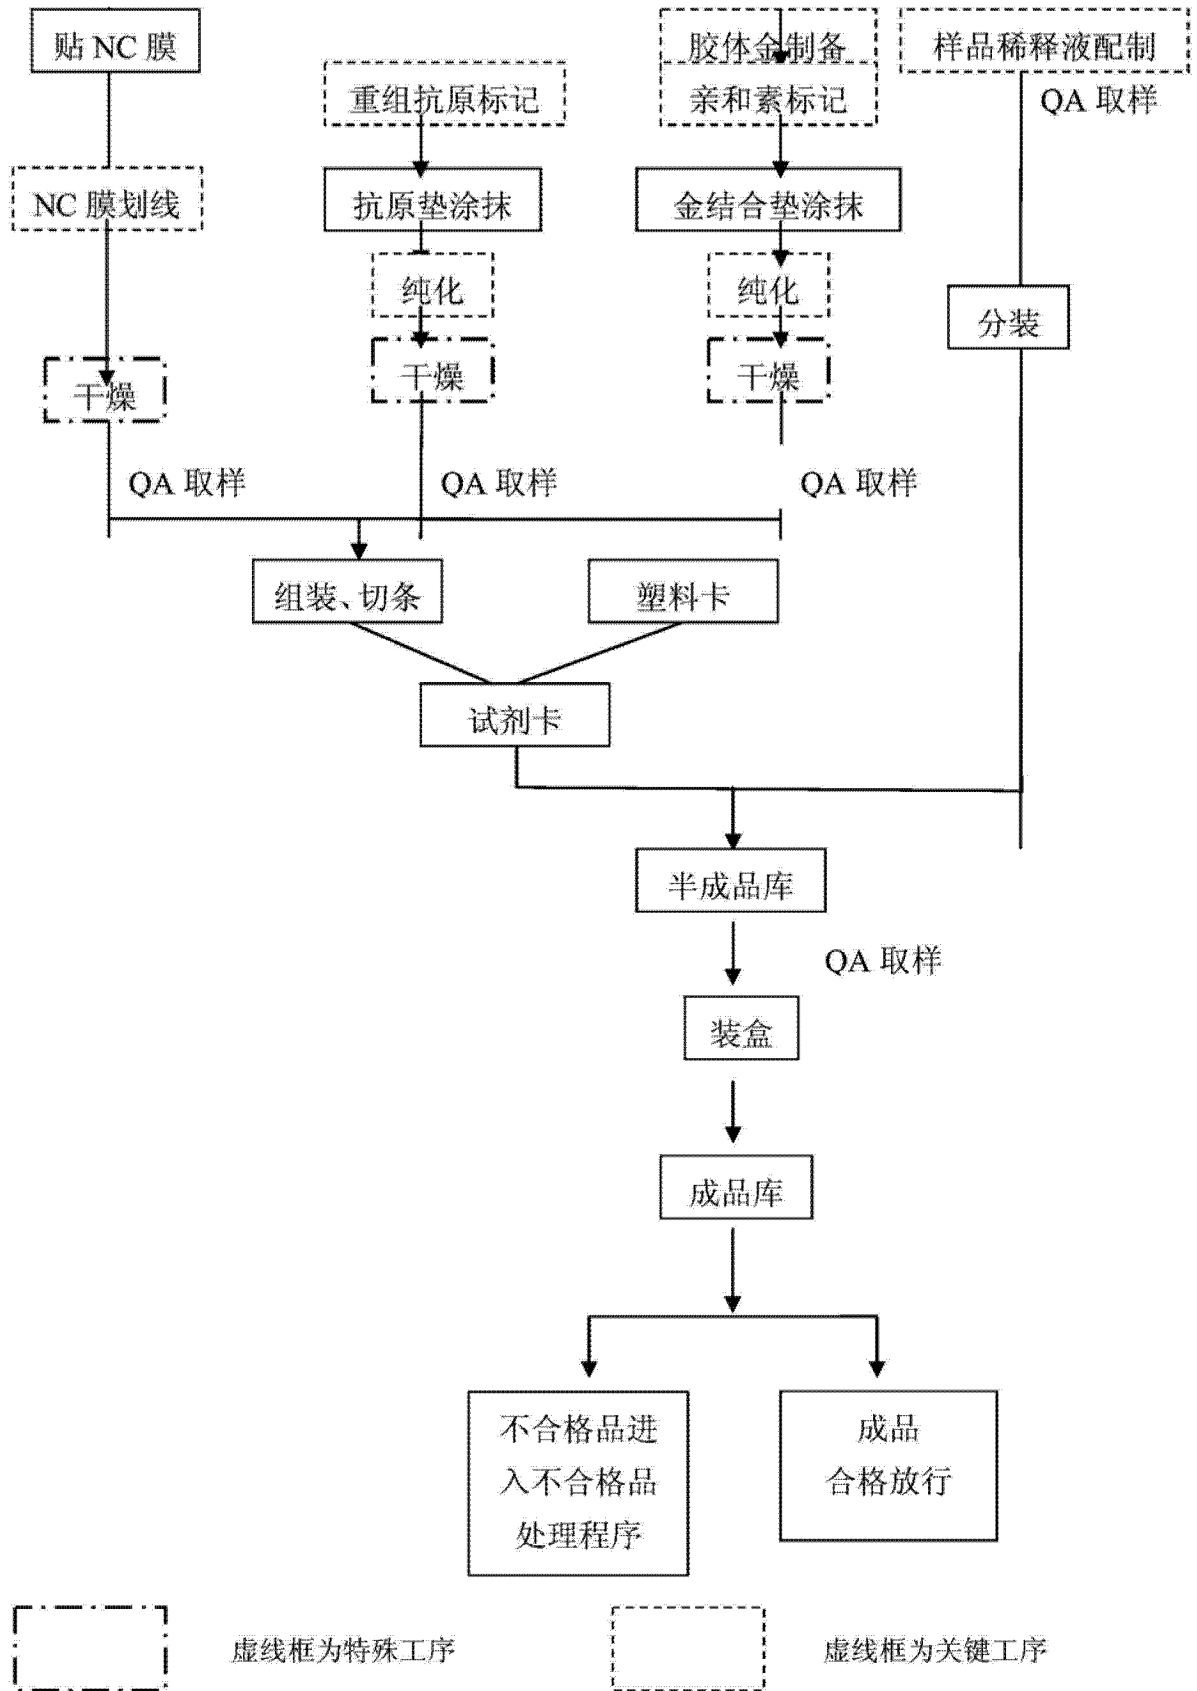 贴 NC 膜
胶体金制备
样品稀释液配制
重组抗原标记
亲和素标记
QA 取样
NC 膜划线
抗原垫涂抹
金结合垫涂抹
纯化
纯化
分装
干燥
干燥
干燥
QA 取样
QA 取样
QA 取样
组装、切条
塑料卡
试剂卡
半成品库
QA 取样
装盒
成品库
不合格品进
入不合格品
处理程序
成品
合格放行
虚线框为特殊工序
虚线框为关键工序